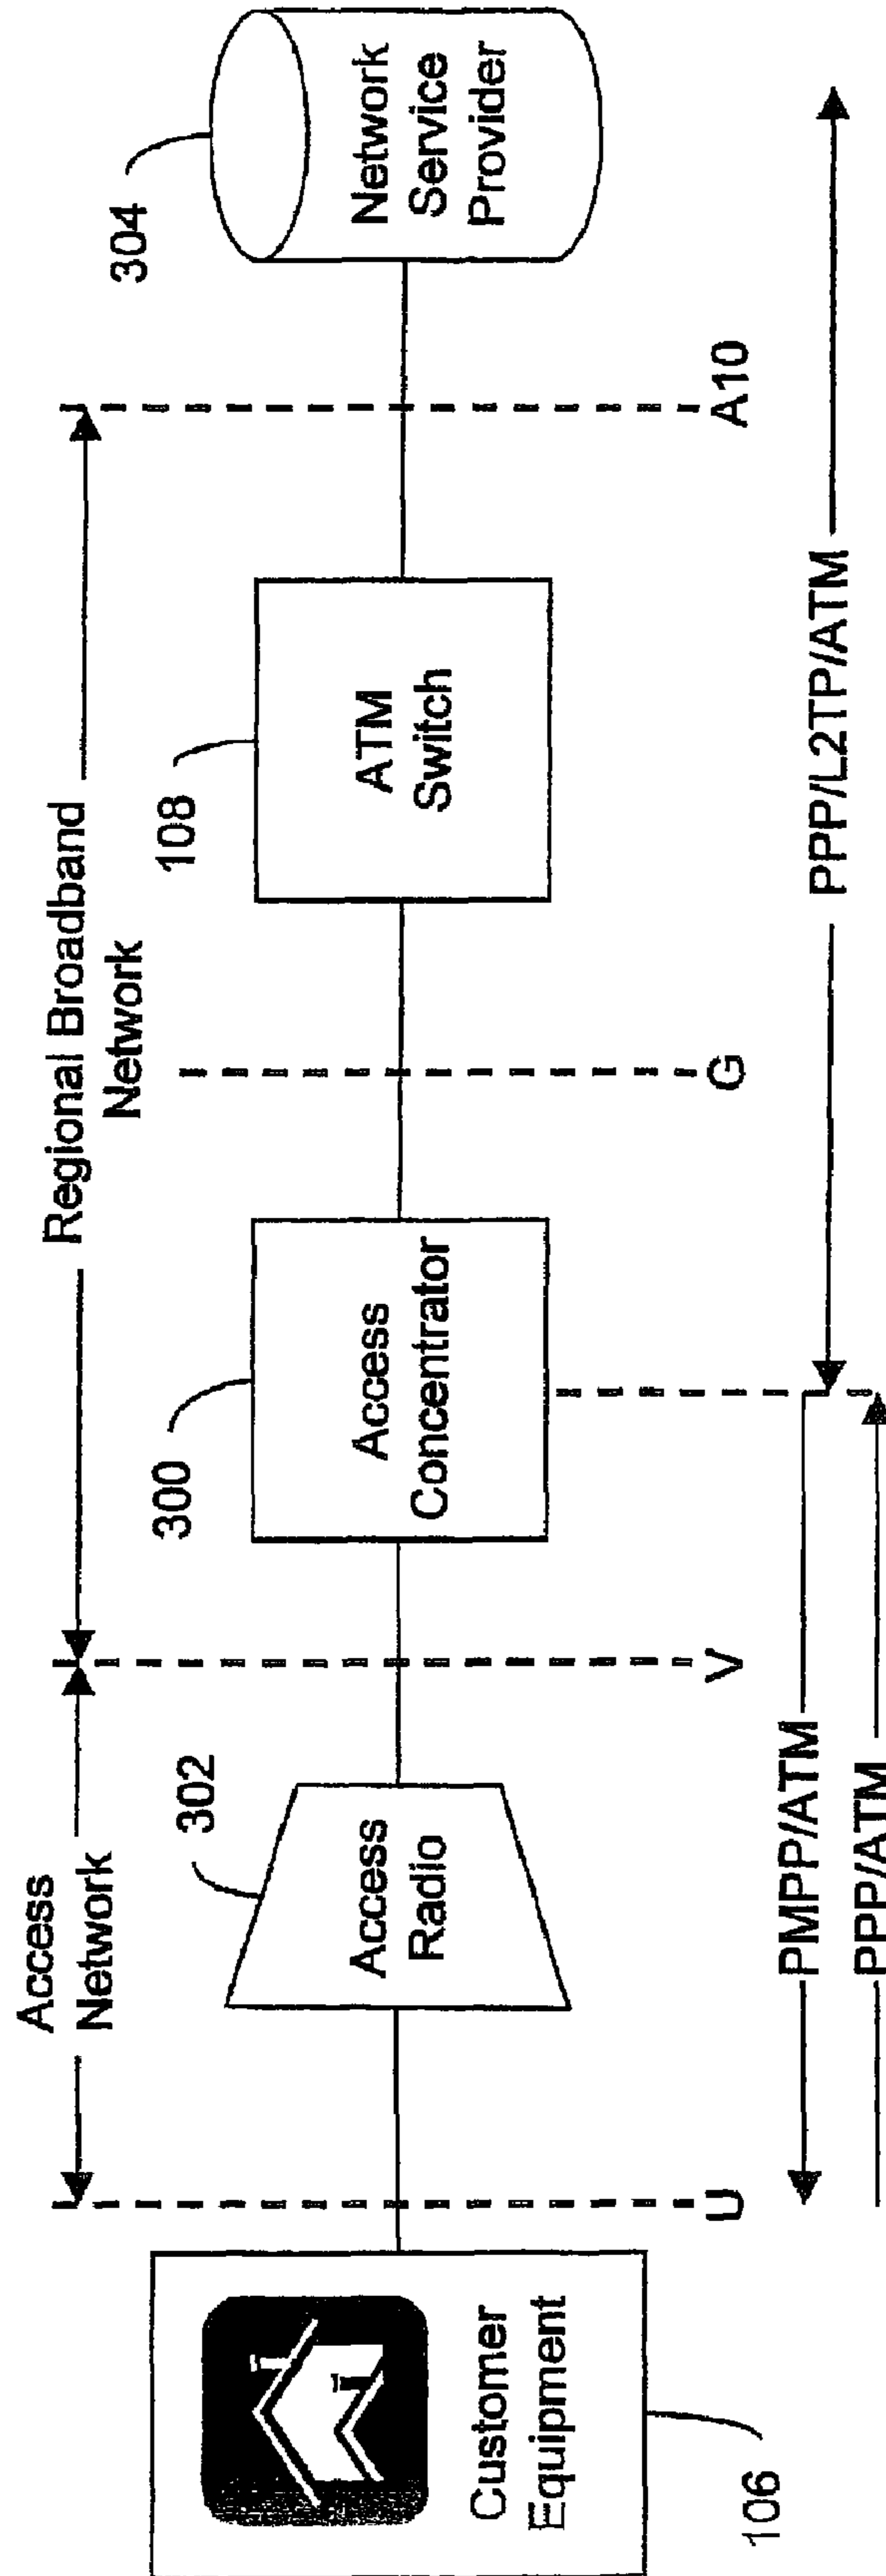 Access
Network
Regional Broadband
Network
302
300
108
304
Customer
Equipment
Access
Radio
Access
Concentrator
ATM
Switch
Network
Service
Provider
106
U
V
G
A10
PMPP/ATM
PPP/L2TP/ATM
PPP/ATM